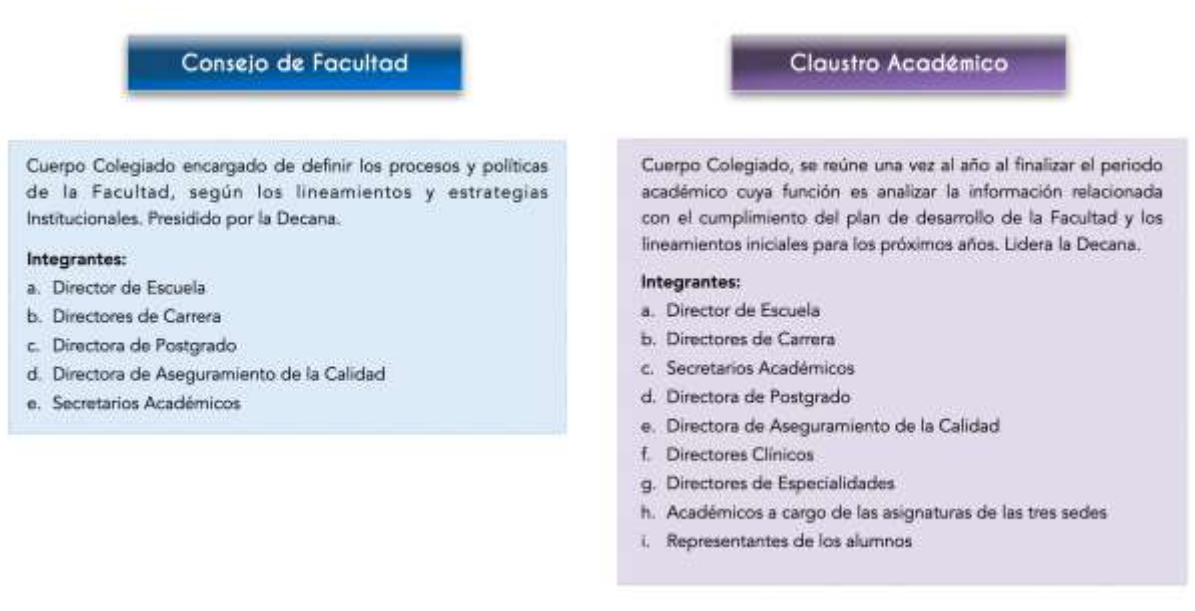 Consejo de Facultad
Cuerpo Colegiado encargado de definir los procesos y políticas
de la Facultad, según los lineamientos y estrategias
Institucionales. Presidido por la Decana.
Integrantes:
a. Director de Escuela
b. Directores de Carrera
c. Directora de Postgrado
d. Directora de Aseguramiento de la Calidad
e. Secretarios Académicos
Claustro Académico
Cuerpo Colegiado, se reúne una vez al año al finalizar el periodo
académico cuya función es analizar la información relacionada
con el cumplimiento del plan de desarrollo de la Facultad y los
lineamientos iniciales para los próximos años. Lidera la Decana.
Integrantes:
a. Director de Escuela
b. Directores de Carrera
c. Secretarios Académicos
d. Directora de Postgrado
e. Directora de Aseguramiento de la Calidad
f. Directores Clínicos
g. Directores de Especialidades
h. Académicos a cargo de las asignaturas de las tres sedes
i. Representantes de los alumnos